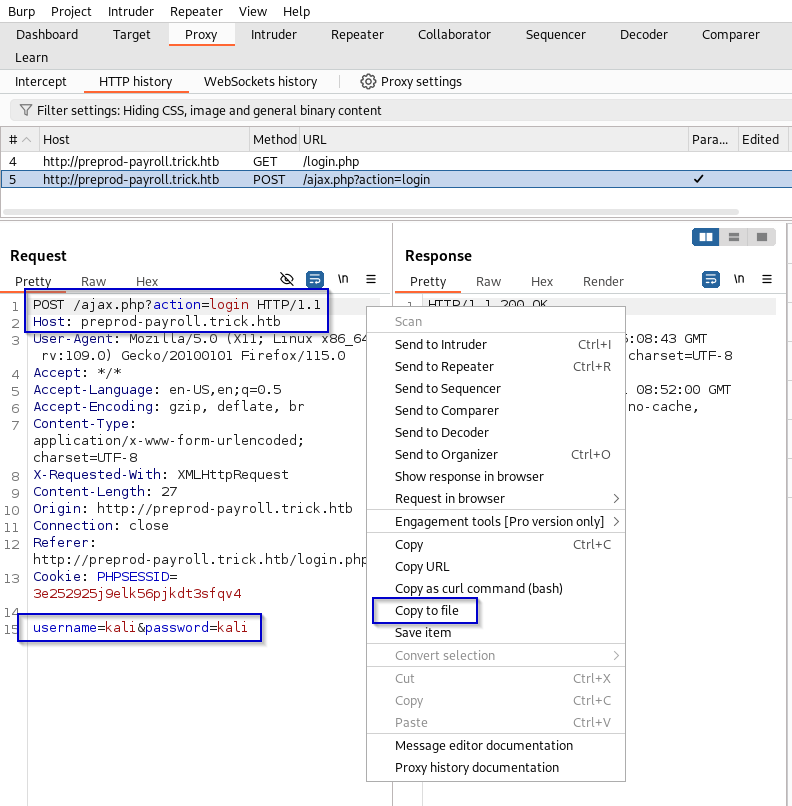 Burp Project Intruder Repeater View Help
Dashboard Target Proxy Intruder Repeater Collaborator Sequencer Decoder Comparer
Learn
Intercept HTTP history WebSockets history Proxy settings
Filter settings: Hiding CSS, image and general binary content
# Host Method URL Para... Edited
4 http://preprod-payroll.trick.htb GET /login.php
5 http://preprod-payroll.trick.htb POST /ajax.php?action=login ✓
Request
Pretty Raw Hex \n
1 POST /ajax.php?action=login HTTP/1.1
2 Host: preprod-payroll.trick.htb
3 User-Agent: Mozilla/5.0 (X11; Linux x86_64
rv:109.0) Gecko/20100101 Firefox/115.0
4 Accept: */*
5 Accept-Language: en-US,en;q=0.5
6 Accept-Encoding: gzip, deflate, br
7 Content-Type:
application/x-www-form-urlencoded;
charset=UTF-8
8 X-Requested-With: XMLHttpRequest
9 Content-Length: 27
10 Origin: http://preprod-payroll.trick.htb
11 Connection: close
12 Referer:
http://preprod-payroll.trick.htb/login.php
13 Cookie: PHPSESSID=
3e252925j9elk56pjkdt3sfqv4
14
15 username=kali&password=kali
Response
Pretty Raw Hex Render \n
1 HTTP/1.1 200 OK
:08:43 GMT
charset=UTF-8
08:52:00 GMT
no-cache,
Scan
Send to Intruder Ctrl+I
Send to Repeater Ctrl+R
Send to Sequencer
Send to Comparer
Send to Decoder
Send to Organizer Ctrl+O
Show response in browser
Request in browser
Engagement tools [Pro version only]
Copy Ctrl+C
Copy URL
Copy as curl command (bash)
Copy to file
Save item
Convert selection
Cut Ctrl+X
Copy Ctrl+C
Paste Ctrl+V
Message editor documentation
Proxy history documentation